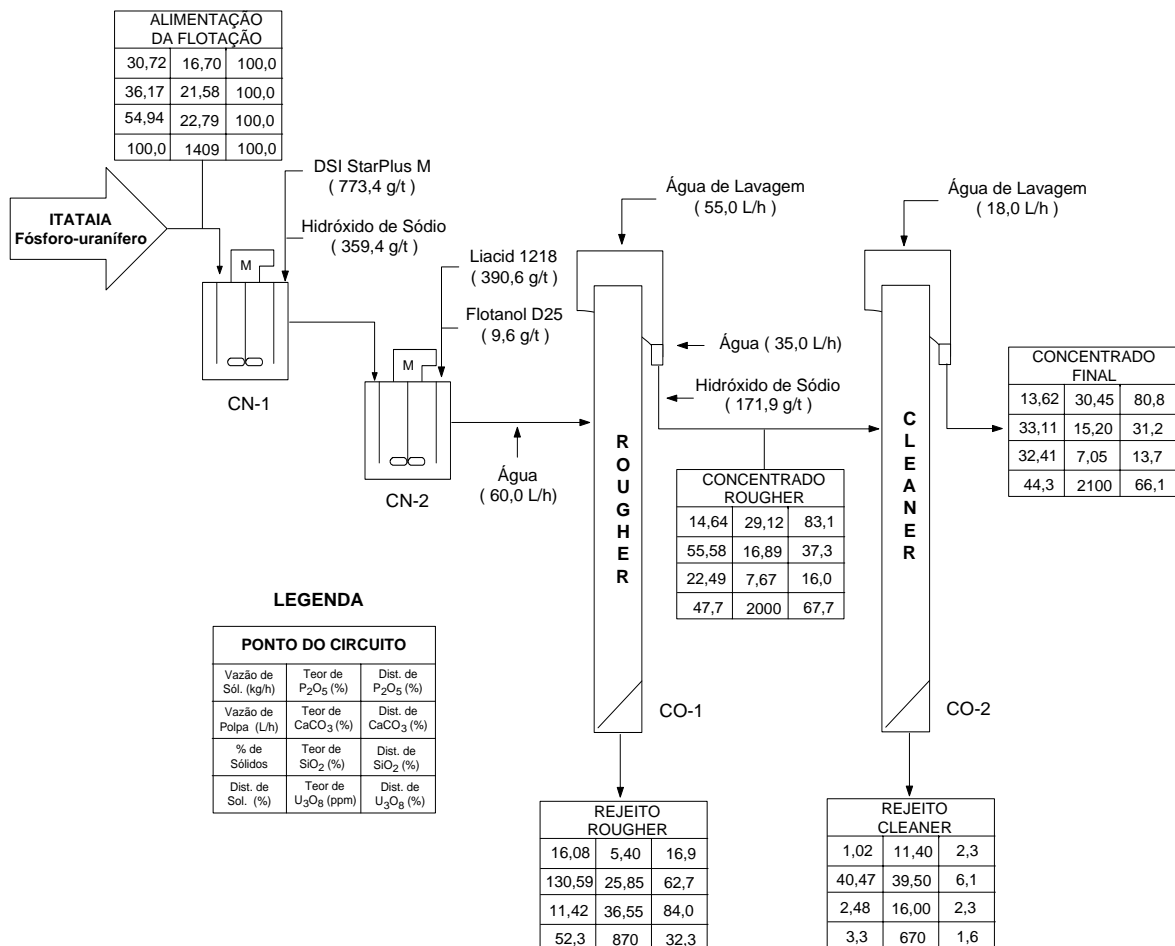 ALIMENTAÇÃO
DA FLOTAÇÃO
30,72 16,70 100,0
36,17 21,58 100,0
54,94 22,79 100,0
100,0 1409 100,0
ITATAIA
Fósforo-uranífero
DSI StarPlus M
( 773,4 g/t )
Hidróxido de Sódio
( 359,4 g/t )
M
CN-1
Liacid 1218
( 390,6 g/t )
Flotanol D25
( 9,6 g/t )
M
CN-2
Água
( 60,0 L/h)
Água de Lavagem
( 55,0 L/h )
ROUGHER
CO-1
Água ( 35,0 L/h)
Hidróxido de Sódio
( 171,9 g/t )
CONCENTRADO
ROUGHER
14,64 29,12 83,1
55,58 16,89 37,3
22,49 7,67 16,0
47,7 2000 67,7
Água de Lavagem
( 18,0 L/h )
CLEANER
CO-2
CONCENTRADO
FINAL
13,62 30,45 80,8
33,11 15,20 31,2
32,41 7,05 13,7
44,3 2100 66,1
LEGENDA
PONTO DO CIRCUITO
Vazão de Teor de Dist. de
Sól. (kg/h) P2O5 (%) P2O5 (%)
Vazão de Teor de Dist. de
Polpa (L/h) CaCO3 (%) CaCO3 (%)
% de Teor de Dist. de
Sólidos SiO2 (%) SiO2 (%)
Dist. de Teor de Dist. de
Sol. (%) U3O8 (ppm) U3O8 (%)
REJEITO
ROUGHER
16,08 5,40 16,9
130,59 25,85 62,7
11,42 36,55 84,0
52,3 870 32,3
REJEITO
CLEANER
1,02 11,40 2,3
40,47 39,50 6,1
2,48 16,00 2,3
3,3 670 1,6